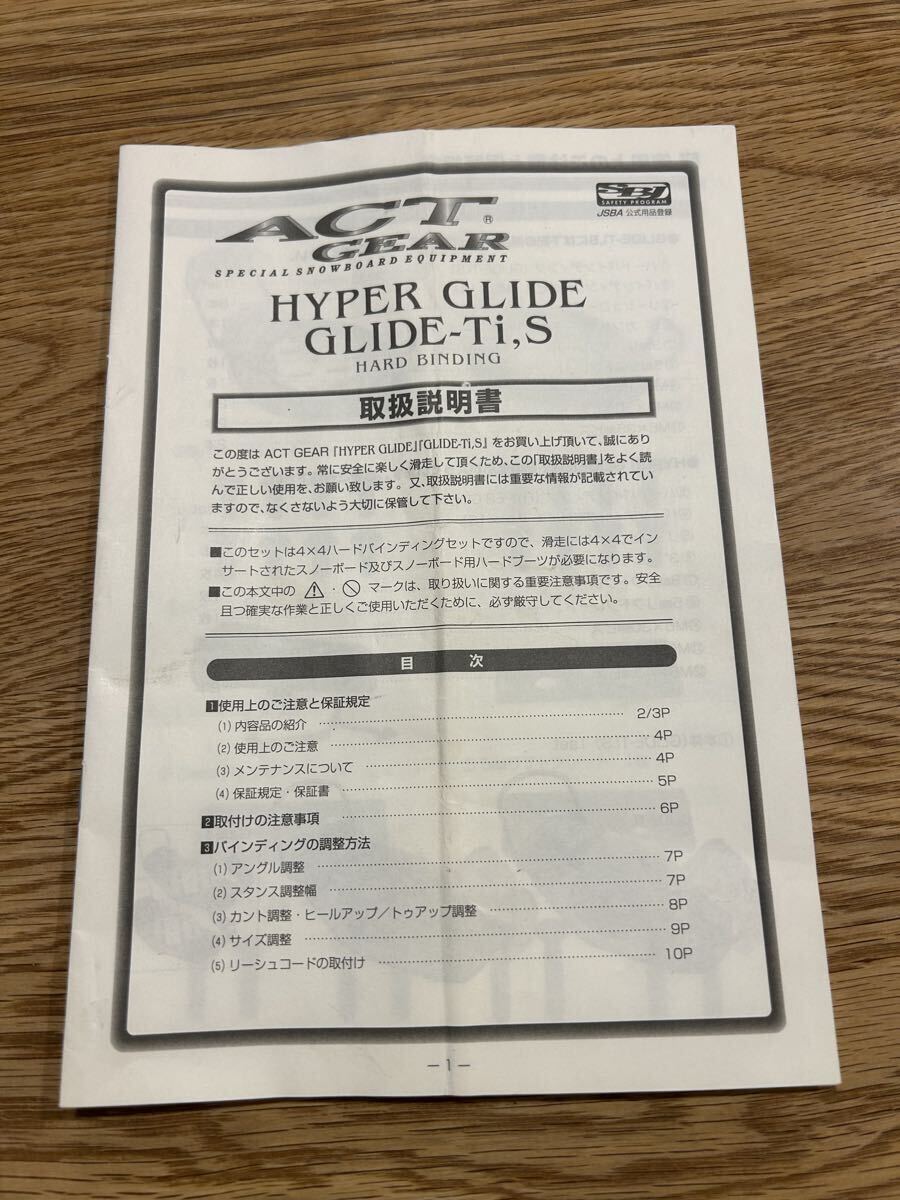 ACT®
GEAR
SPECIAL SNOWBOARD EQUIPMENT
SBJ
SAFETY PROGRAM
JSBA 公式用品登録
HYPER GLIDE
GLIDE-Ti,S
HARD BINDING
取扱説明書
この度は ACT GEAR『HYPER GLIDE』『GLIDE-Ti,S』をお買い上げ頂いて、誠にあり
がとうございます。常に安全に楽しく滑走して頂くため、この「取扱説明書」をよく読
んで正しい使用を、お願い致します。又、取扱説明書には重要な情報が記載されてい
ますので、なくさないよう大切に保管して下さい。
■このセットは4×4ハードバインディングセットですので、滑走には4×4でイン
サートされたスノーボード及びスノーボード用ハードブーツが必要になります。
■この本文中の ⚠・🚫 マークは、取り扱いに関する重要注意事項です。安全
且つ確実な作業と正しくご使用いただくために、必ず厳守してください。
目 次
1 使用上のご注意と保証規定
(1) 内容品の紹介 …… 2/3P
(2) 使用上のご注意 …… 4P
(3) メンテナンスについて …… 4P
(4) 保証規定・保証書 …… 5P
2 取付けの注意事項 …… 6P
3 バインディングの調整方法
(1) アングル調整 …… 7P
(2) スタンス調整幅 …… 7P
(3) カント調整・ヒールアップ／トゥアップ調整 …… 8P
(4) サイズ調整 …… 9P
(5) リーシュコードの取付け …… 10P
－1－